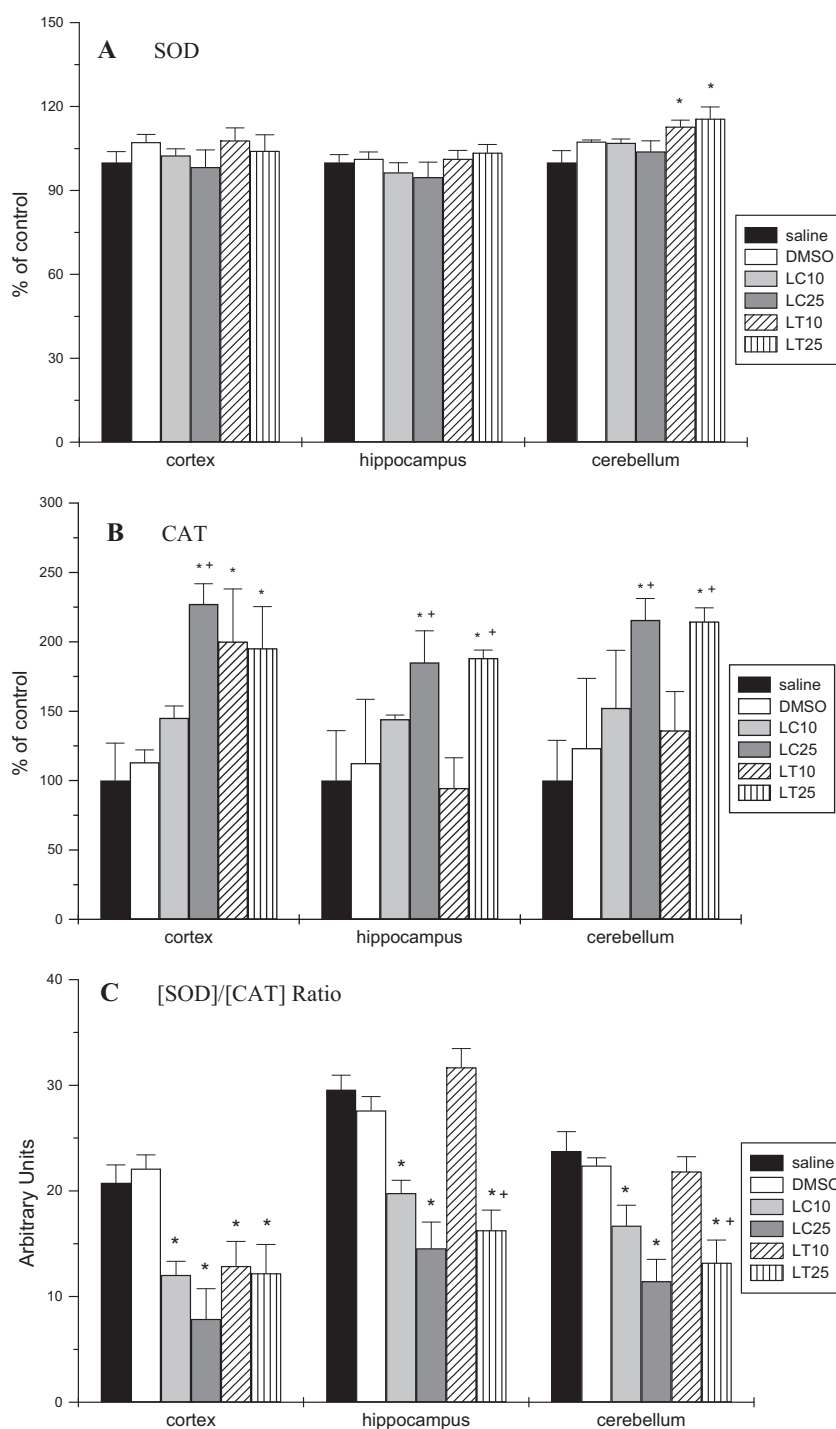 150
A SOD
120
90
60
30
0
% of control
* *
saline
DMSO
LC10
LC25
LT10
LT25
cortex hippocampus cerebellum
300
B CAT
250
200
150
100
50
0
% of control
* + * *
* + * +
* + * +
saline
DMSO
LC10
LC25
LT10
LT25
cortex hippocampus cerebellum
40
C [SOD]/[CAT] Ratio
30
20
10
0
Arbitrary Units
* * * *
* * * +
* * * +
saline
DMSO
LC10
LC25
LT10
LT25
cortex hippocampus cerebellum